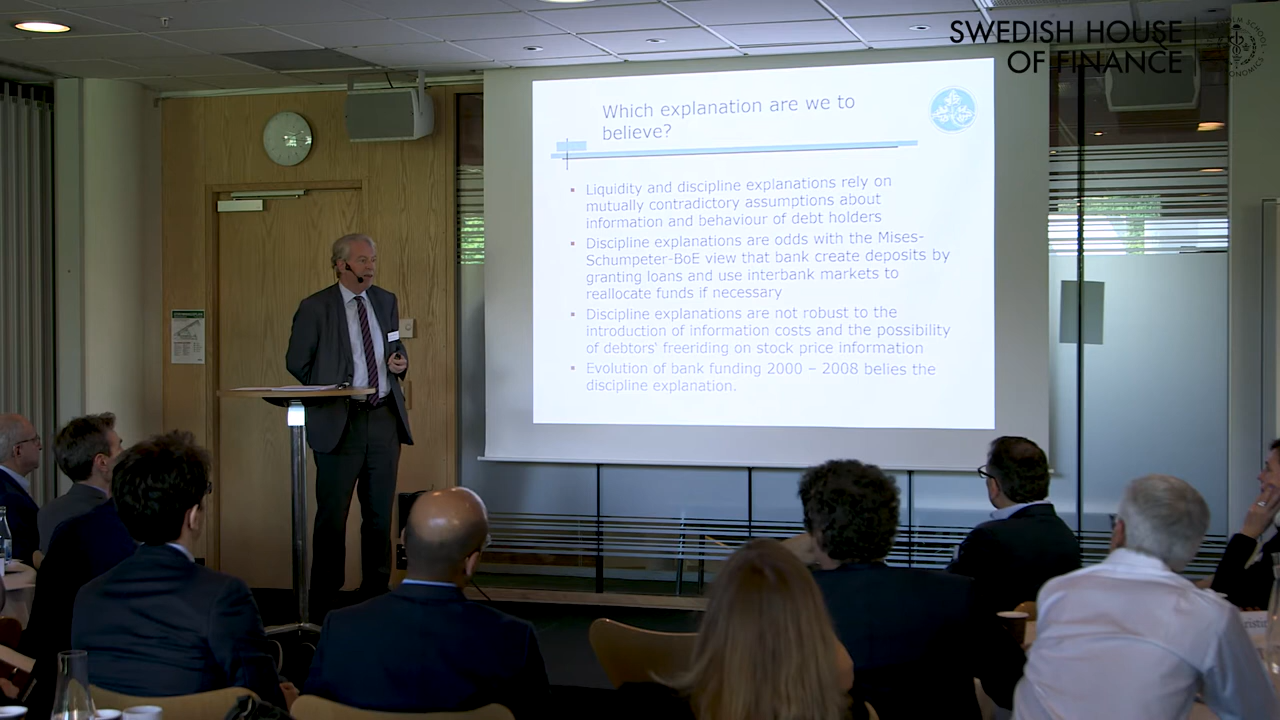 SWEDISH HOUSE
OF FINANCE
Which explanation are we to
believe?
Liquidity and discipline explanations rely on
mutually contradictory assumptions about
information and behaviour of debt holders
Discipline explanations are odds with the Mises-
Schumpeter-BoE view that bank create deposits by
granting loans and use interbank markets to
reallocate funds if necessary
Discipline explanations are not robust to the
introduction of information costs and the possibility
of debtors' freeriding on stock price information
Evolution of bank funding 2000 – 2008 belies the
discipline explanation.